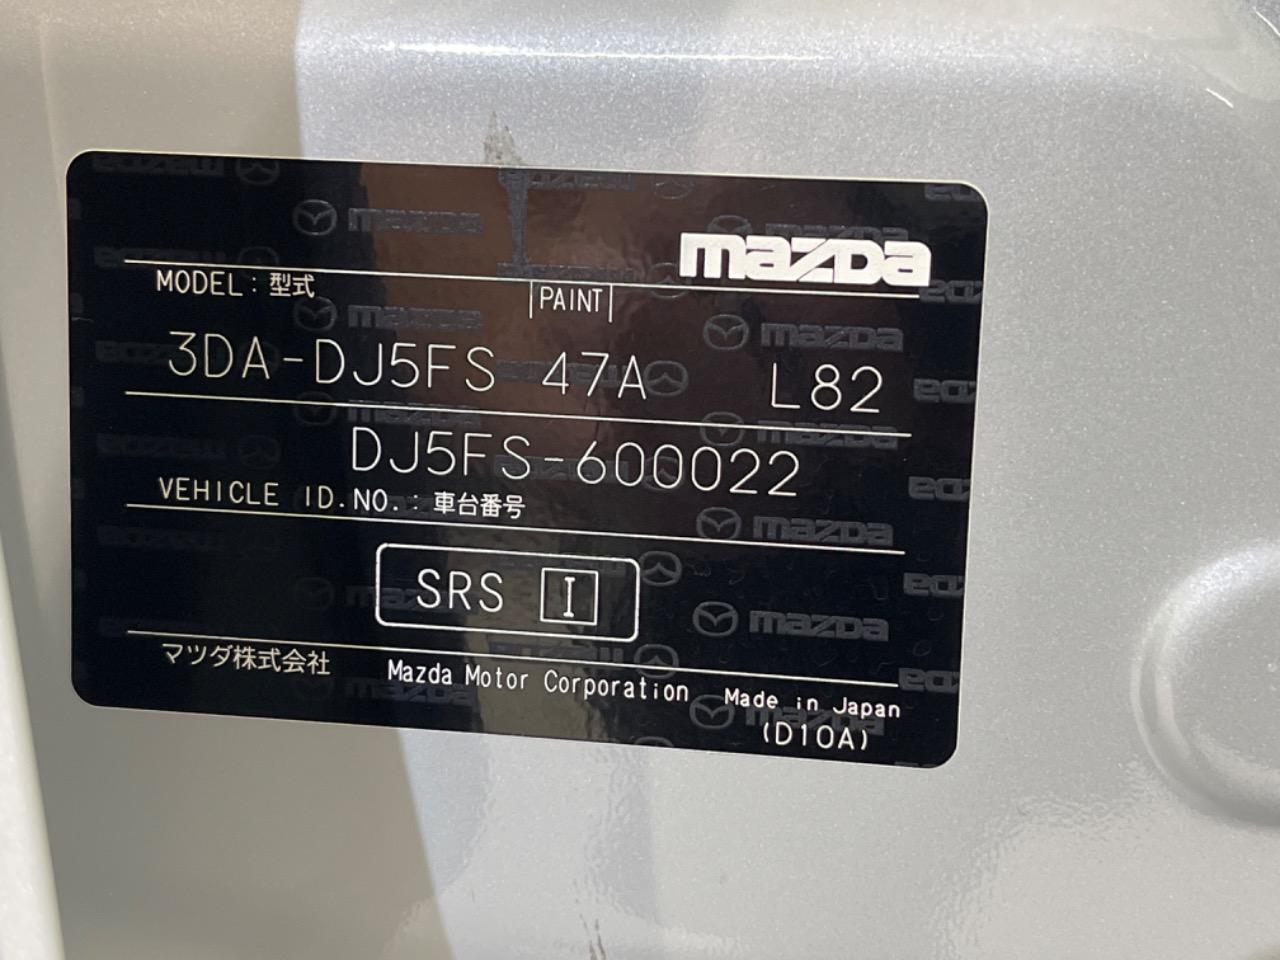 mazda
MODEL : 型式
PAINT
3DA-DJ5FS 47A L82
DJ5FS-600022
VEHICLE ID.NO. : 車台番号
SRS I
マツダ株式会社 Mazda Motor Corporation Made in Japan
(D10A)